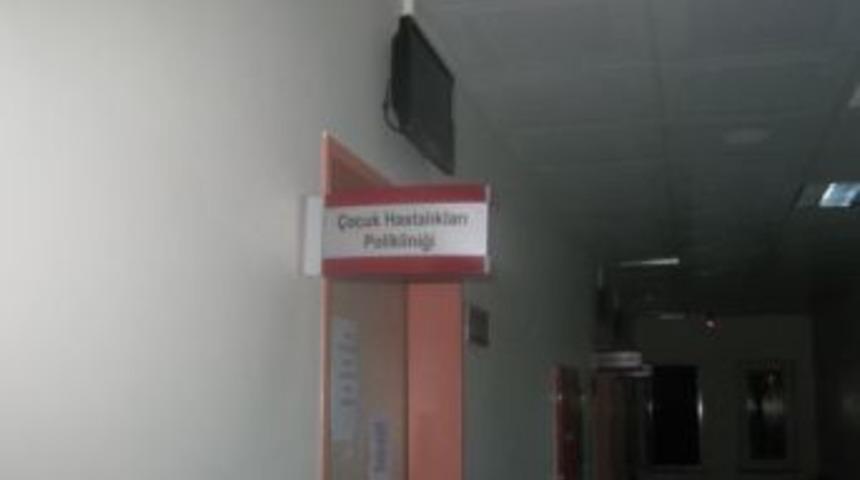 Çocuk Hastalıkları
Polikliniği